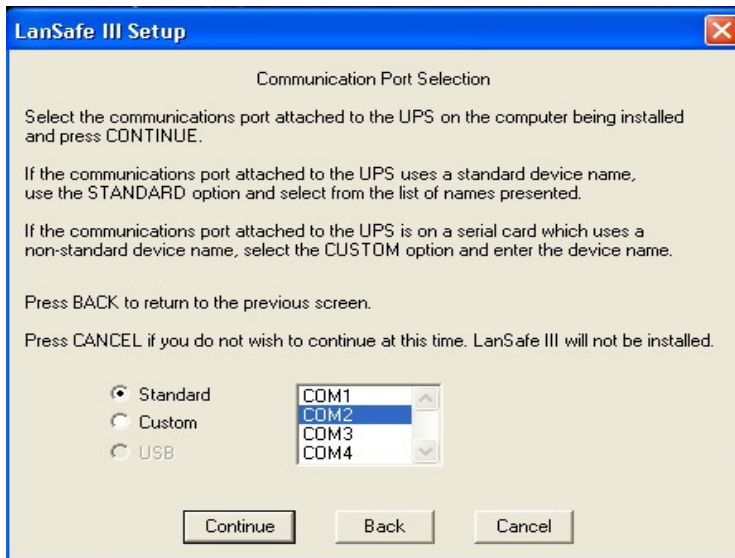 LanSafe III Setup
Communication Port Selection
Select the communications port attached to the UPS on the computer being installed
and press CONTINUE.
If the communications port attached to the UPS uses a standard device name,
use the STANDARD option and select from the list of names presented.
If the communications port attached to the UPS is on a serial card which uses a
non-standard device name, select the CUSTOM option and enter the device name.
Press BACK to return to the previous screen.
Press CANCEL if you do not wish to continue at this time. LanSafe III will not be installed.
Standard
Custom
USB
COM1
COM2
COM3
COM4
Continue
Back
Cancel